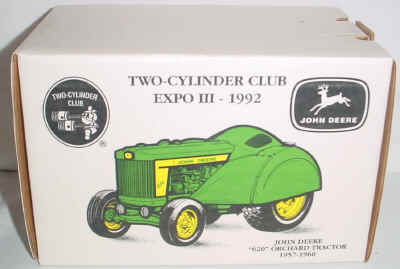 TWO-CYLINDER
CLUB
®
TWO-CYLINDER CLUB
EXPO III - 1992
JOHN DEERE
JOHN DEERE
"620" ORCHARD TRACTOR
1957-1960